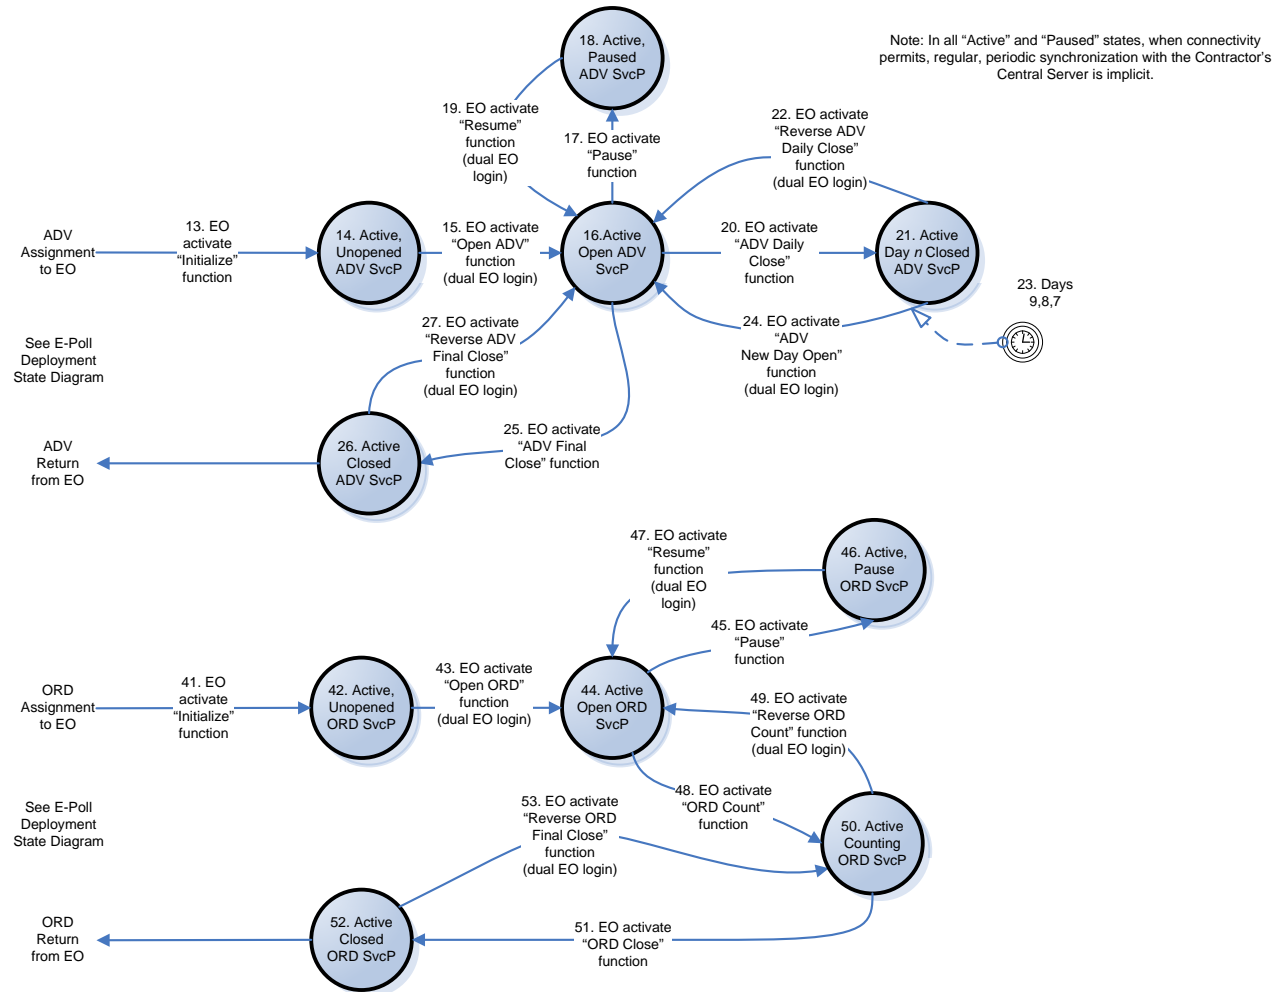 18. Active,
Paused
ADV SvcP
Note: In all “Active” and “Paused” states, when connectivity
permits, regular, periodic synchronization with the Contractor’s
Central Server is implicit.
19. EO activate
“Resume”
function
(dual EO
login)
17. EO activate
“Pause”
function
22. EO activate
“Reverse ADV
Daily Close”
function
(dual EO login)
ADV
Assignment
to EO
13. EO
activate
“Initialize”
function
14. Active,
Unopened
ADV SvcP
15. EO activate
“Open ADV”
function
(dual EO login)
16.Active
Open ADV
SvcP
20. EO activate
“ADV Daily
Close”
function
21. Active
Day n Closed
ADV SvcP
23. Days
9,8,7
24. EO activate
“ADV
New Day Open”
function
(dual EO login)
27. EO activate
“Reverse ADV
Final Close”
function
(dual EO login)
See E-Poll
Deployment
State Diagram
25. EO activate
“ADV Final
Close” function
26. Active
Closed
ADV SvcP
ADV
Return
from EO
47. EO activate
“Resume”
function
(dual EO
login)
46. Active,
Pause
ORD SvcP
45. EO activate
“Pause”
function
ORD
Assignment
to EO
41. EO
activate
“Initialize”
function
42. Active,
Unopened
ORD SvcP
43. EO activate
“Open ORD”
function
(dual EO login)
44. Active
Open ORD
SvcP
49. EO activate
“Reverse ORD
Count” function
(dual EO login)
48. EO activate
“ORD Count”
function
50. Active
Counting
ORD SvcP
See E-Poll
Deployment
State Diagram
53. EO activate
“Reverse ORD
Final Close”
function
(dual EO login)
52. Active
Closed
ORD SvcP
51. EO activate
“ORD Close”
function
ORD
Return
from EO